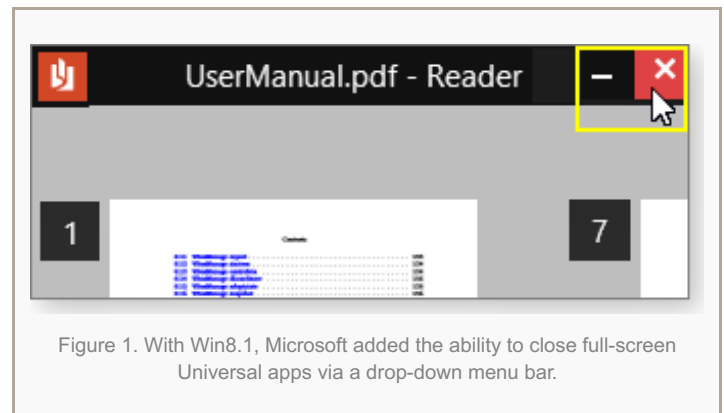 UserManual.pdf - Reader
1
7
Contents
Figure 1. With Win8.1, Microsoft added the ability to close full-screen
Universal apps via a drop-down menu bar.